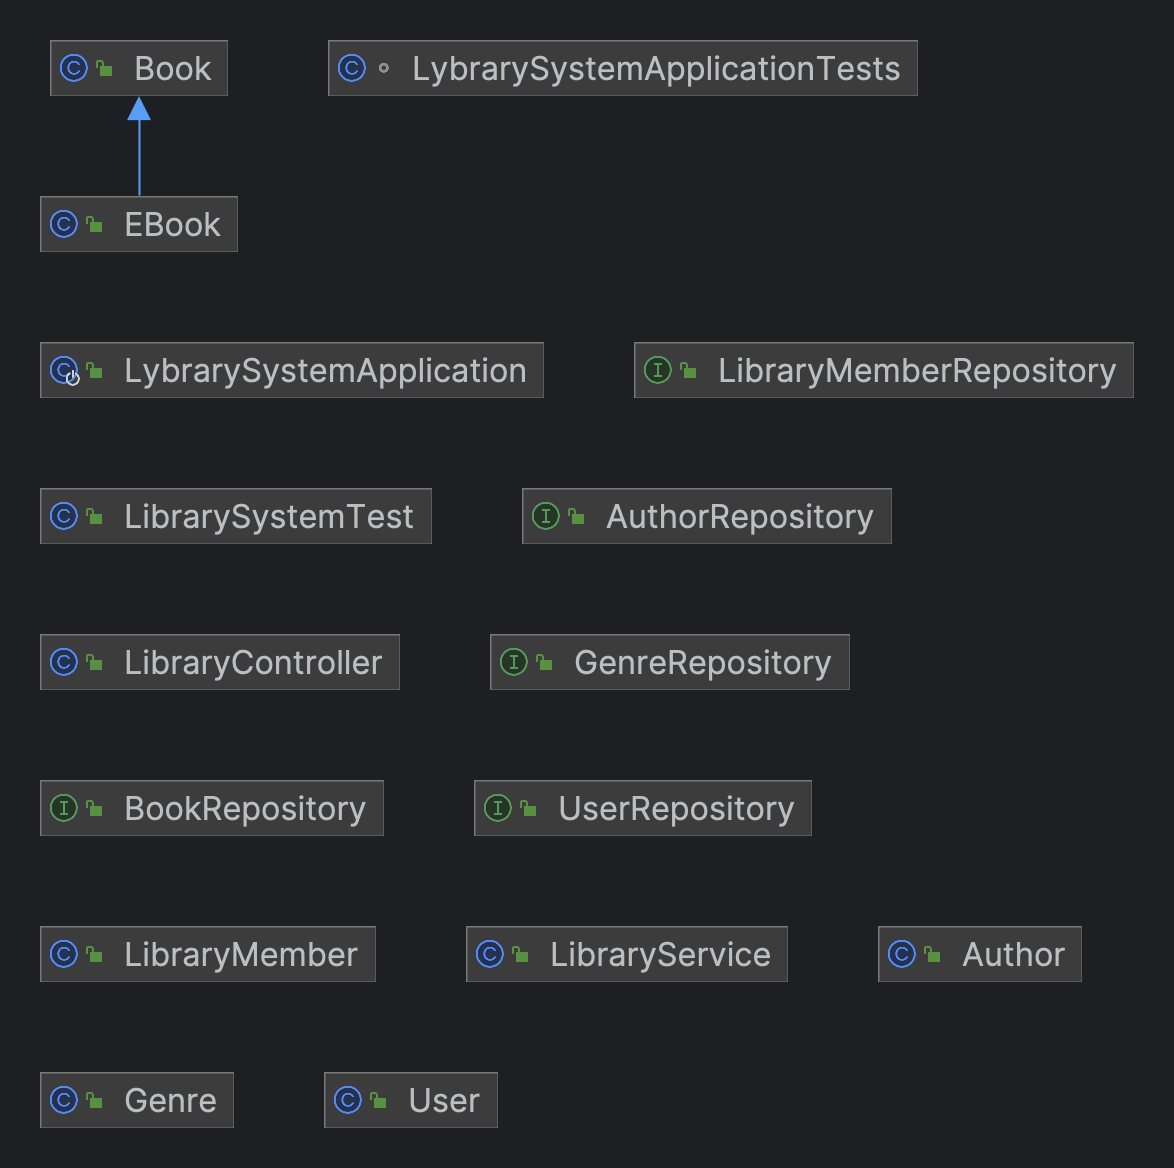 Book
LybrarySystemApplicationTests
EBook
LybrarySystemApplication
LibraryMemberRepository
LibrarySystemTest
AuthorRepository
LibraryController
GenreRepository
BookRepository
UserRepository
LibraryMember
LibraryService
Author
Genre
User